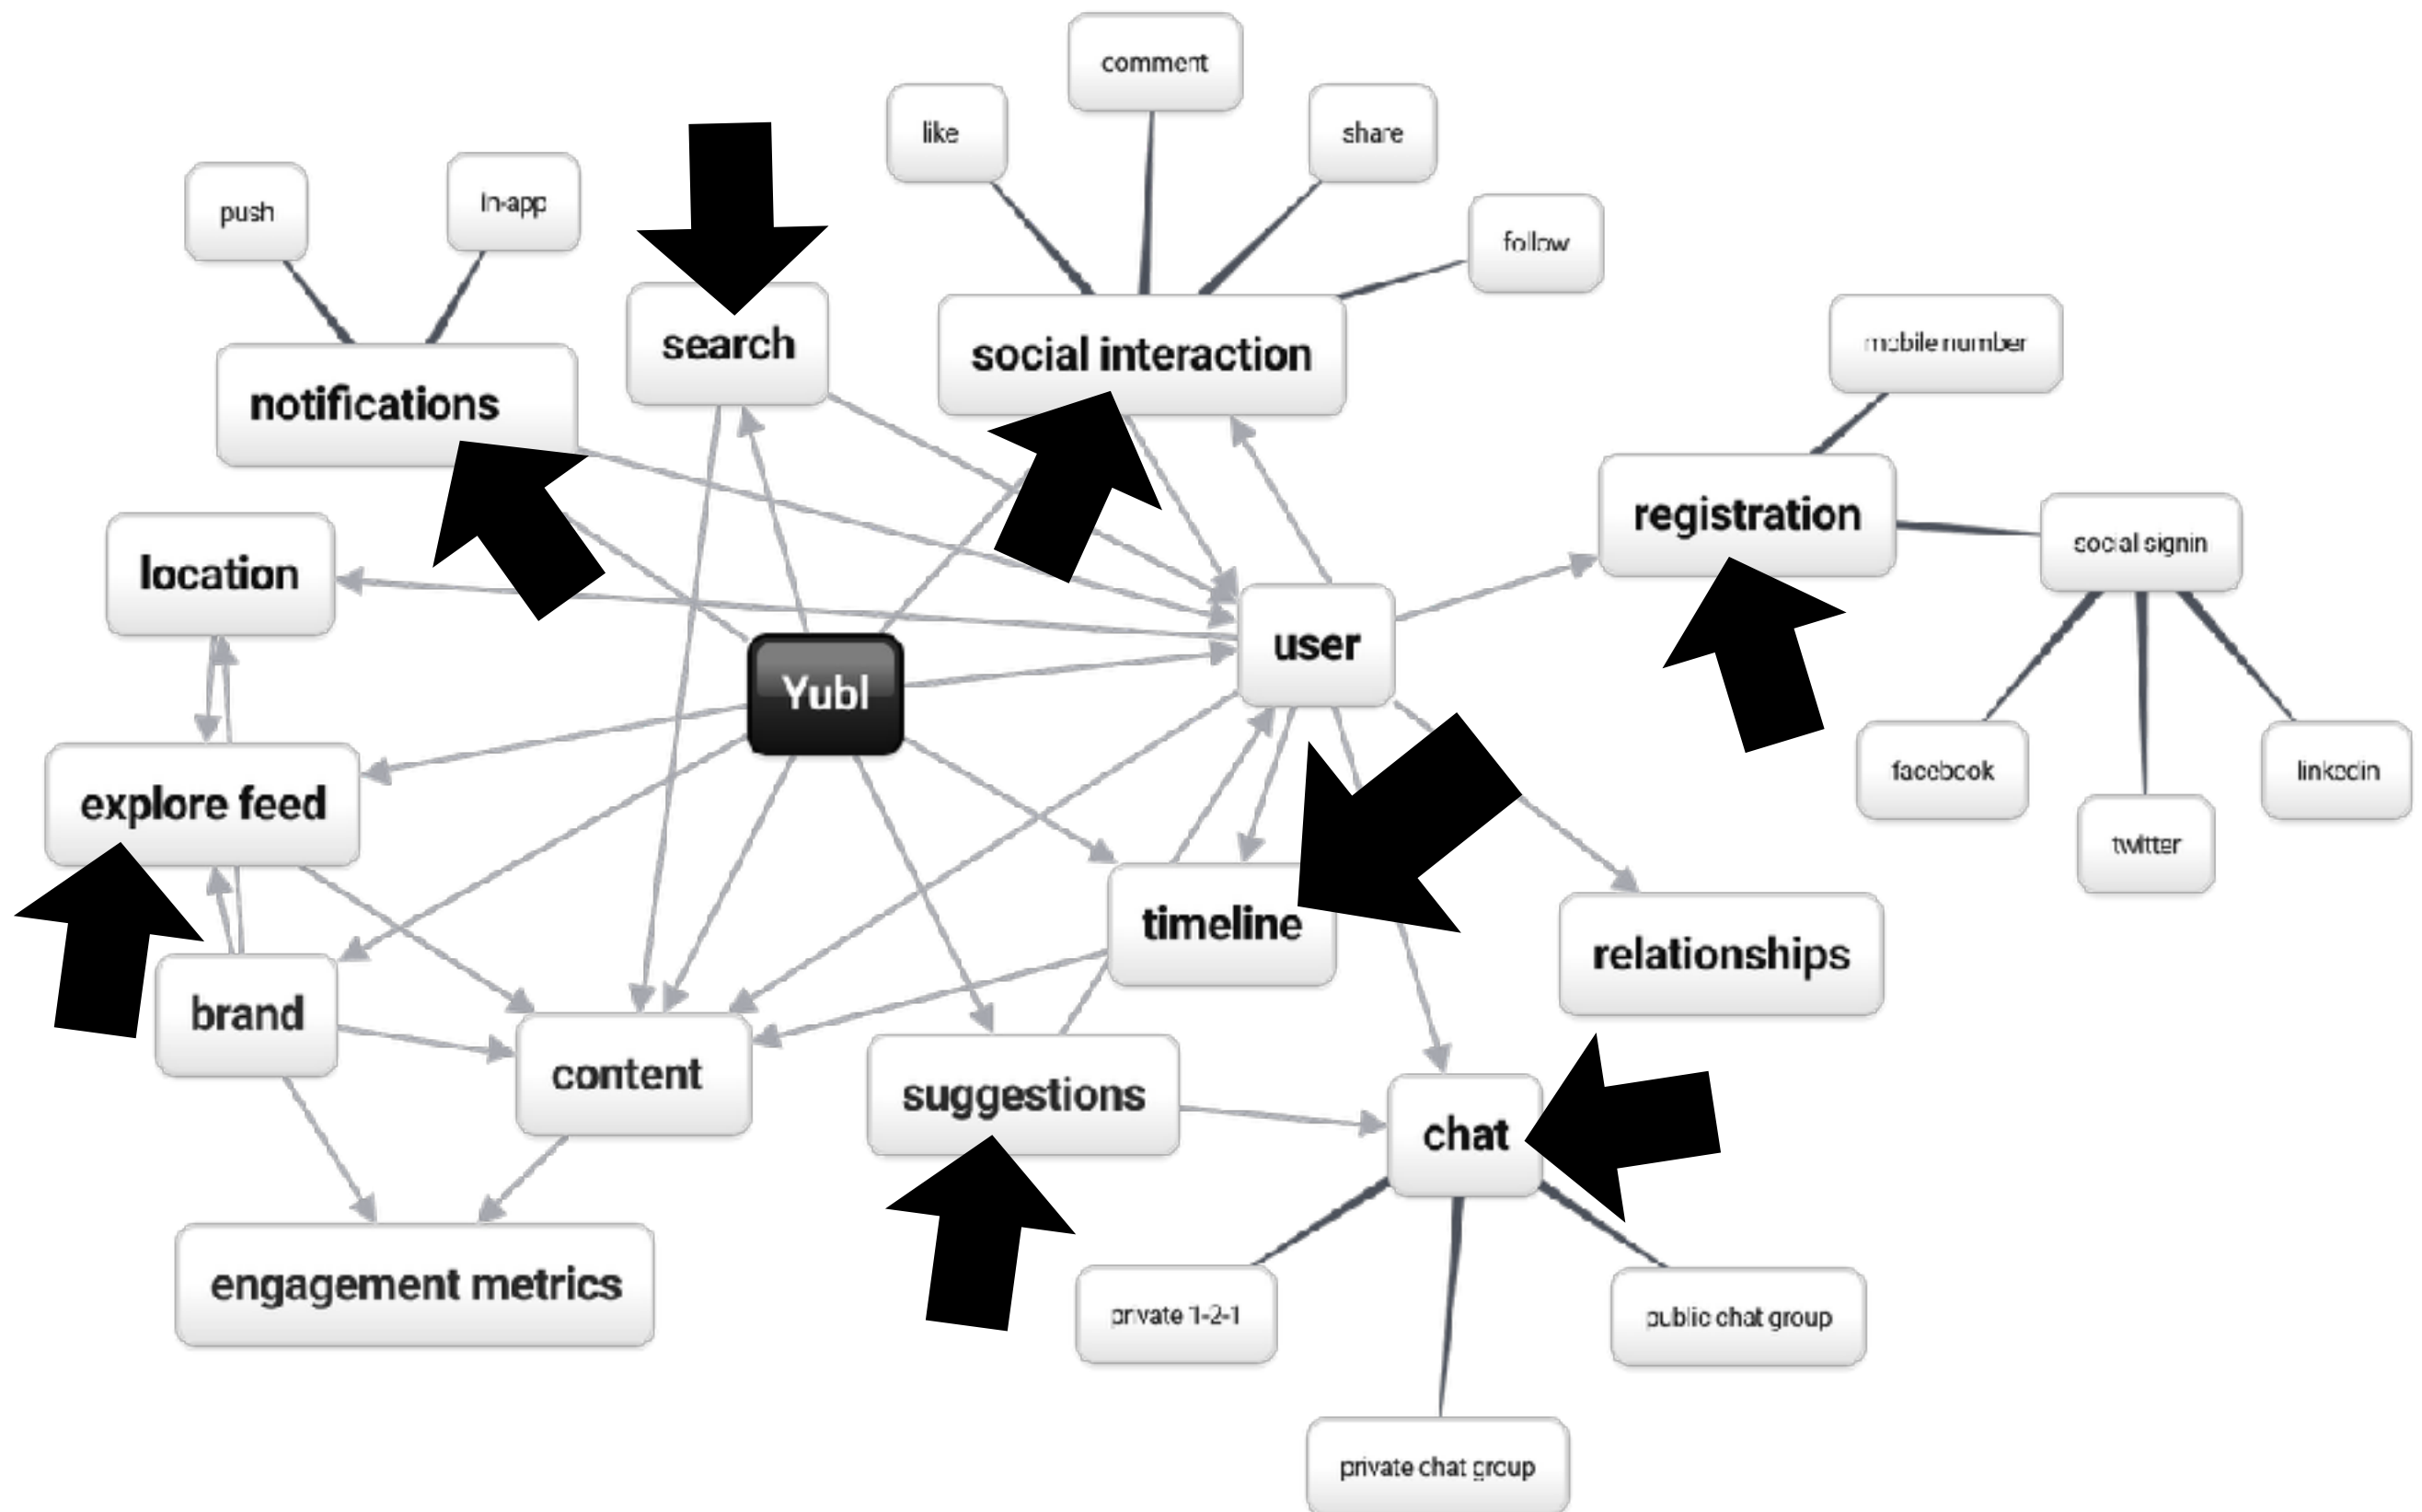 comment
like
share
push
in-app
follow
search
social interaction
mobile number
notifications
registration
social signin
location
user
Yubl
facebook
linkedin
explore feed
twitter
timeline
relationships
brand
content
suggestions
chat
engagement metrics
private 1-2-1
public chat group
private chat group